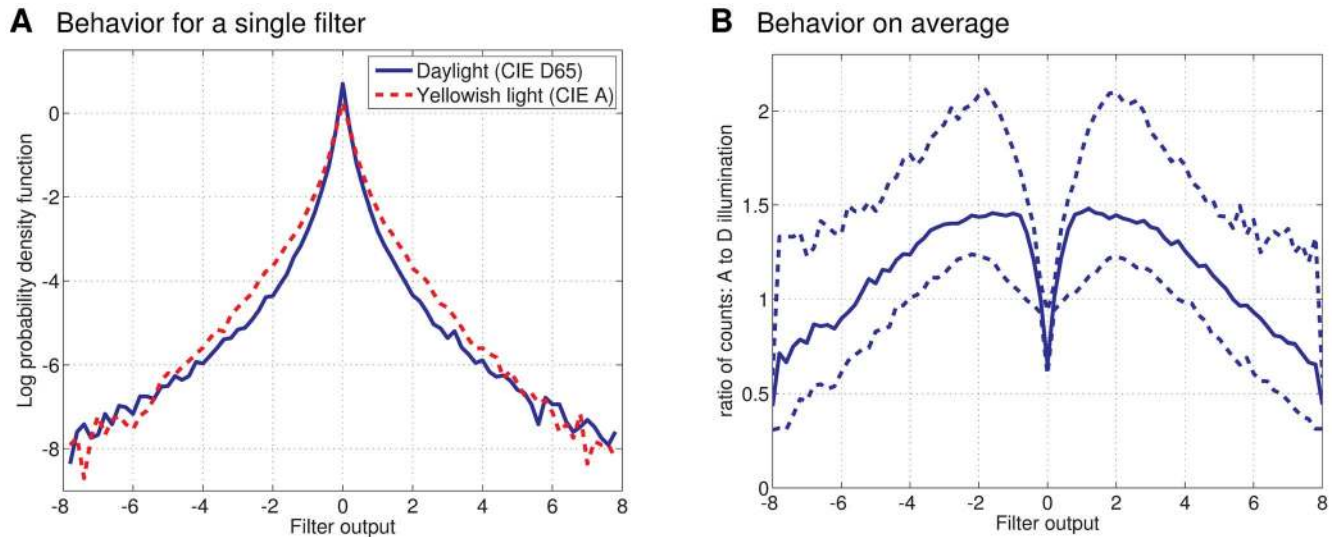 A Behavior for a single filter
Daylight (CIE D65)
Yellowish light (CIE A)
Log probability density function
0
-2
-4
-6
-8
-8 -6 -4 -2 0 2 4 6 8
Filter output
B Behavior on average
ratio of counts: A to D illumination
2
1.5
1
0.5
0
-8 -6 -4 -2 0 2 4 6 8
Filter output